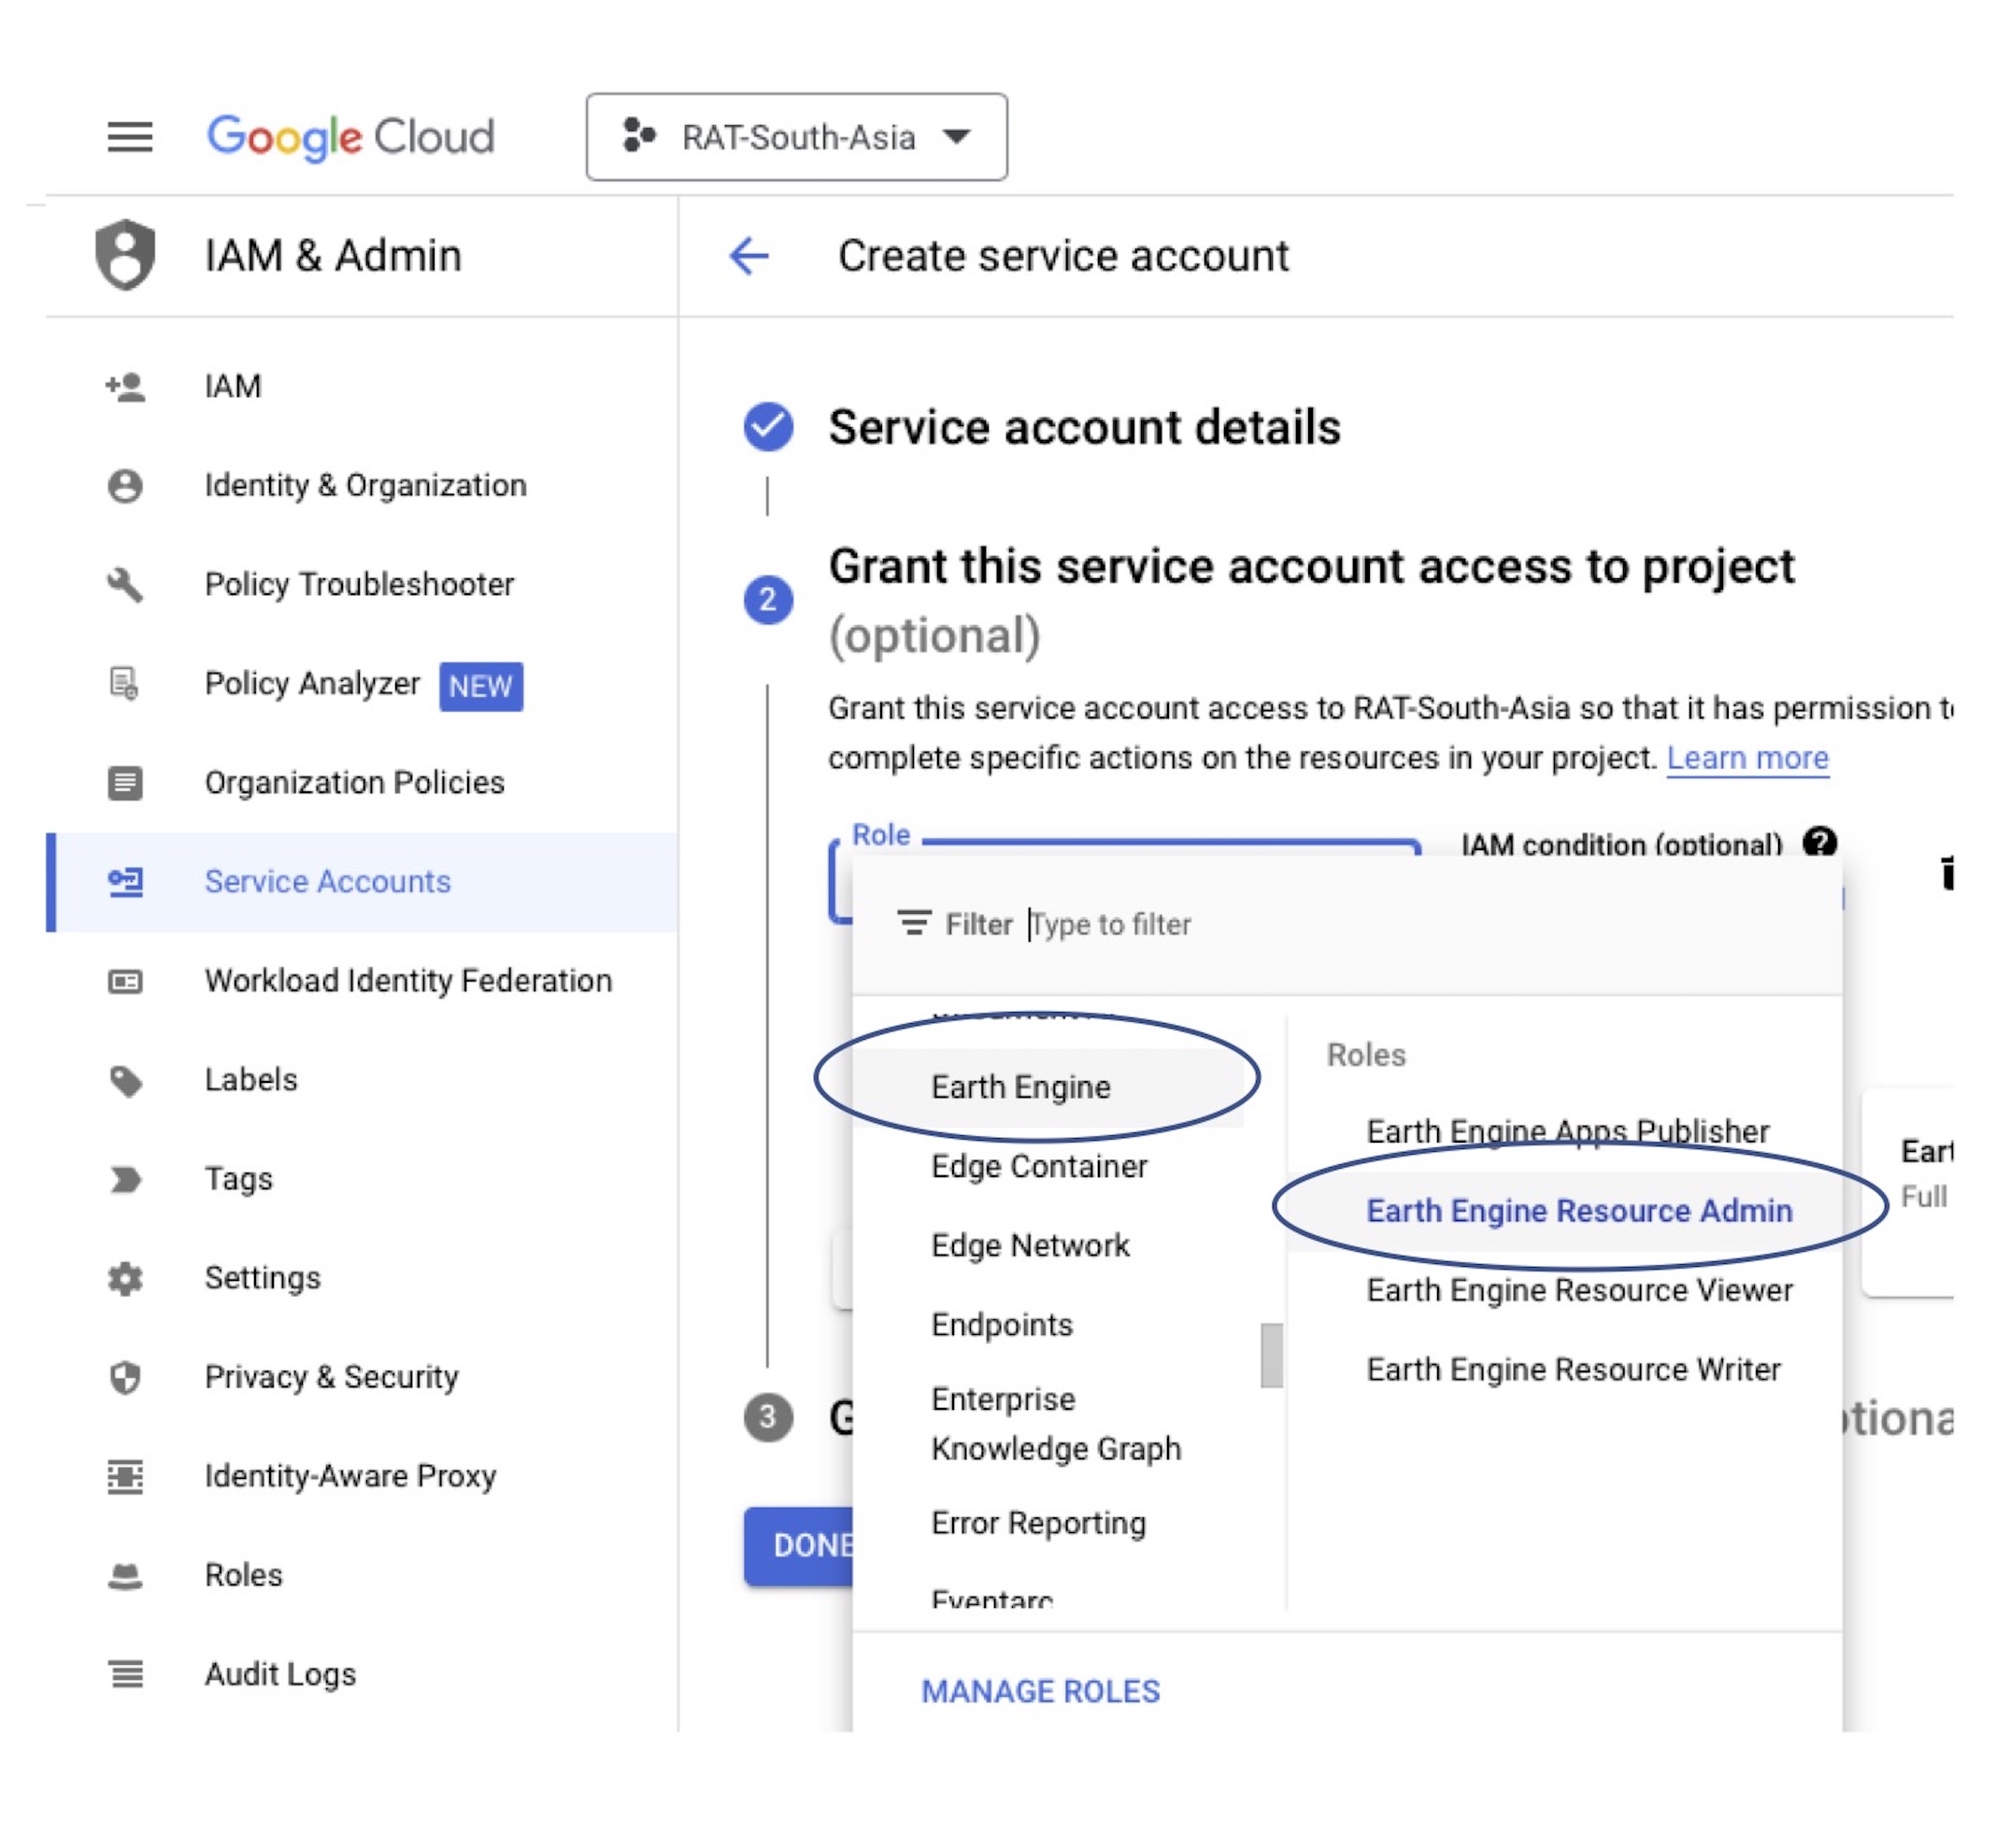 Google Cloud
RAT-South-Asia
IAM & Admin
Create service account
IAM
Identity & Organization
Policy Troubleshooter
Policy Analyzer NEW
Organization Policies
Service Accounts
Workload Identity Federation
Labels
Tags
Settings
Privacy & Security
Identity-Aware Proxy
Roles
Audit Logs
Service account details
2
Grant this service account access to project
(optional)
Grant this service account access to RAT-South-Asia so that it has permission
complete specific actions on the resources in your project. Learn more
Role
IAM condition (optional)
Filter Type to filter
Earth Engine
Edge Container
Edge Network
Endpoints
Enterprise
Knowledge Graph
Error Reporting
Eventarc
Roles
Earth Engine Apps Publisher
Earth Engine Resource Admin
Earth Engine Resource Viewer
Earth Engine Resource Writer
MANAGE ROLES
Full
3
DONE